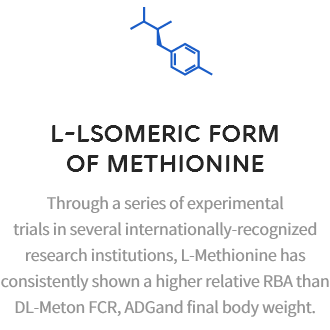 L-LSOMERIC FORM
OF METHIONINE
Through a series of experimental
trials in several internationally-recognized
research institutions, L-Methionine has
consistently shown a higher relative RBA than
DL-Meton FCR, ADGand final body weight.